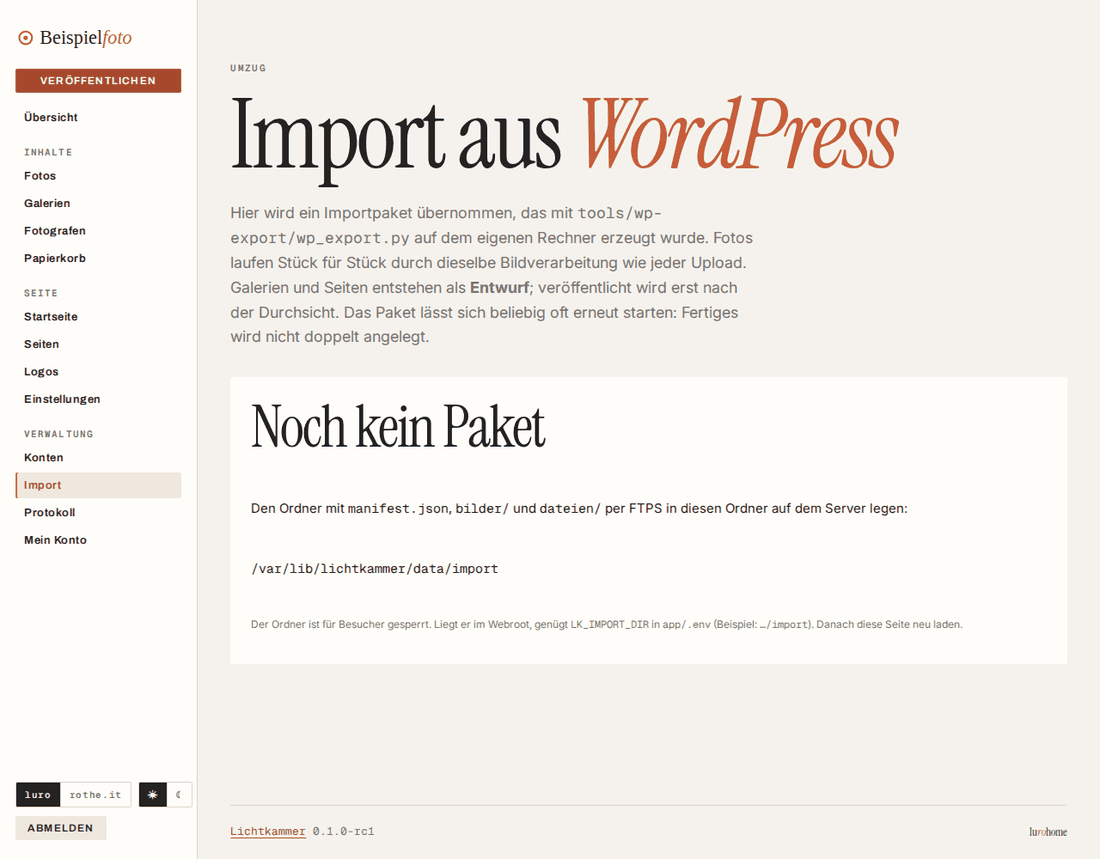 Beispielfoto
VERÖFFENTLICHEN
Übersicht
INHALTE
Fotos
Galerien
Fotografen
Papierkorb
SEITE
Startseite
Seiten
Logos
Einstellungen
VERWALTUNG
Konten
Import
Protokoll
Mein Konto
luro rothe.it
ABMELDEN
UMZUG
Import aus WordPress
Hier wird ein Importpaket übernommen, das mit tools/wp-
export/wp_export.py auf dem eigenen Rechner erzeugt wurde. Fotos
laufen Stück für Stück durch dieselbe Bildverarbeitung wie jeder Upload.
Galerien und Seiten entstehen als Entwurf; veröffentlicht wird erst nach
der Durchsicht. Das Paket lässt sich beliebig oft erneut starten: Fertiges
wird nicht doppelt angelegt.
Noch kein Paket
Den Ordner mit manifest.json, bilder/ und dateien/ per FTPS in diesen Ordner auf dem Server legen:
/var/lib/lichtkammer/data/import
Der Ordner ist für Besucher gesperrt. Liegt er im Webroot, genügt LK_IMPORT_DIR in app/.env (Beispiel: …/import). Danach diese Seite neu laden.
Lichtkammer 0.1.0-rc1
lurohome